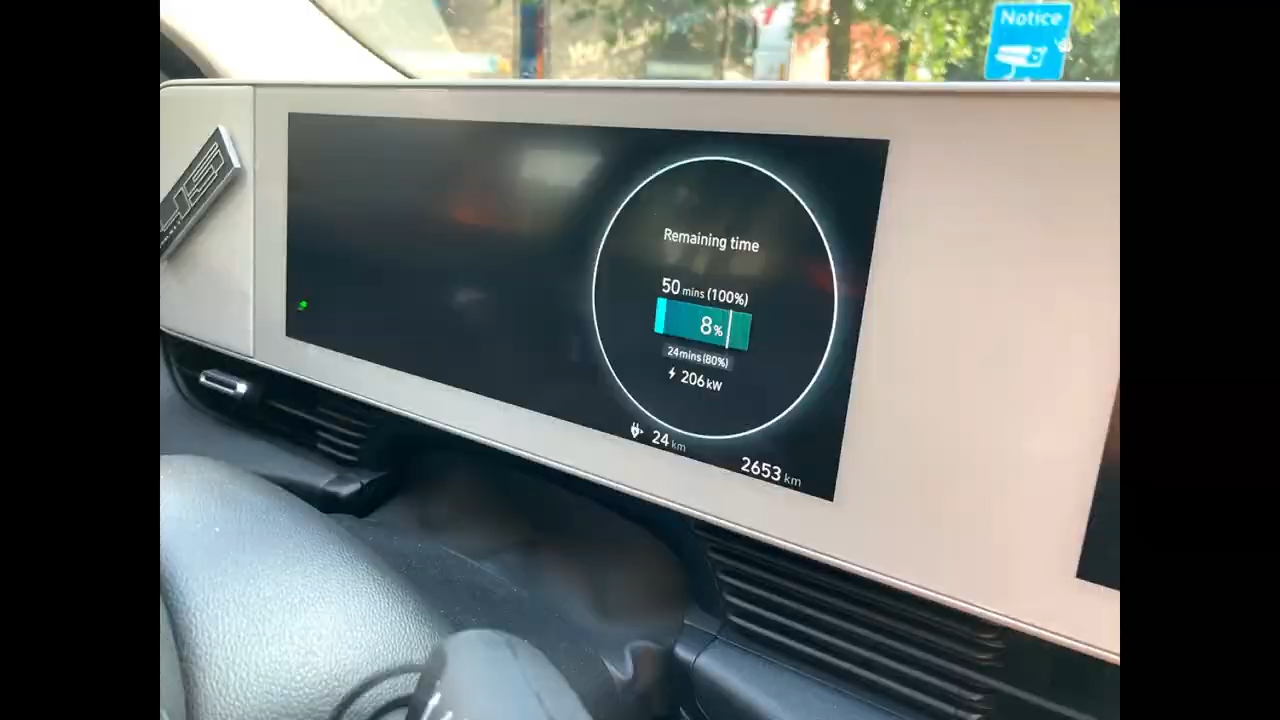 Notice
Remaining time
50 mins (100%)
8%
24mins (80%)
206 kW
24 km
2653 km